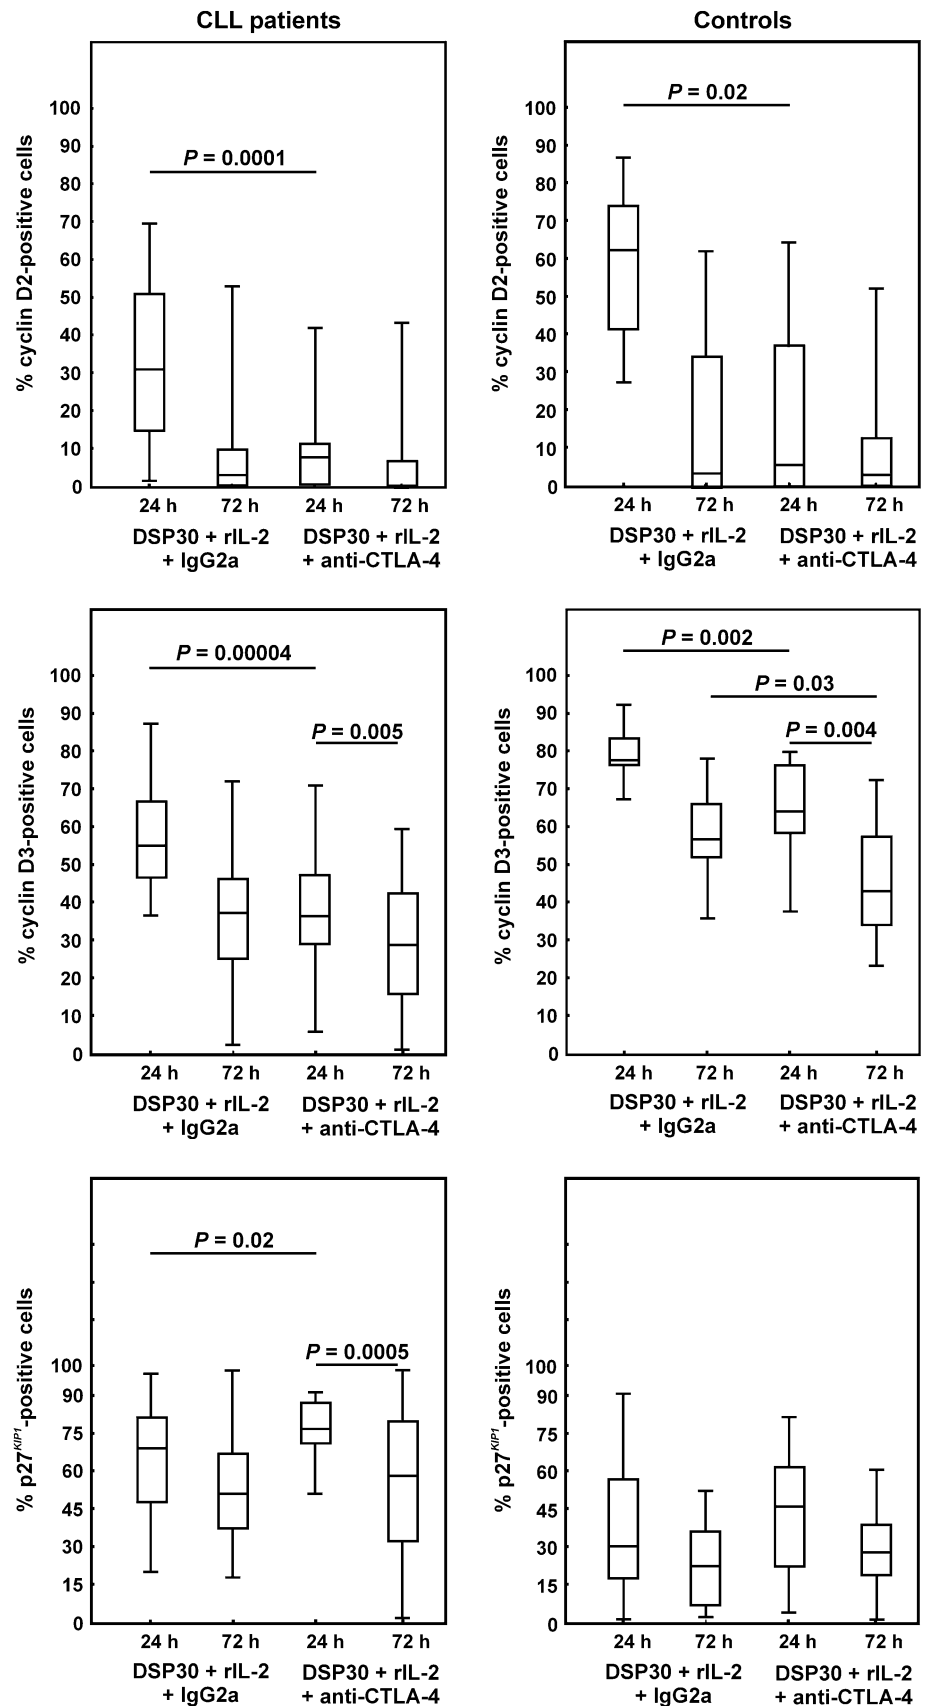 CLL patients
Controls
% cyclin D2-positive cells
100
90
80
70
60
50
40
30
20
10
0
P = 0.0001
24 h 72 h 24 h 72 h
DSP30 + rIL-2 DSP30 + rIL-2
+ IgG2a + anti-CTLA-4
% cyclin D2-positive cells
100
90
80
70
60
50
40
30
20
10
0
P = 0.02
24 h 72 h 24 h 72 h
DSP30 + rIL-2 DSP30 + rIL-2
+ IgG2a + anti-CTLA-4
% cyclin D3-positive cells
100
90
80
70
60
50
40
30
20
10
0
P = 0.00004
P = 0.005
24 h 72 h 24 h 72 h
DSP30 + rIL-2 DSP30 + rIL-2
+ IgG2a + anti-CTLA-4
% cyclin D3-positive cells
100
90
80
70
60
50
40
30
20
10
0
P = 0.002
P = 0.03
P = 0.004
24 h 72 h 24 h 72 h
DSP30 + rIL-2 DSP30 + rIL-2
+ IgG2a + anti-CTLA-4
% p27KIP1-positive cells
100
90
75
60
45
30
15
0
P = 0.02
P = 0.0005
24 h 72 h 24 h 72 h
DSP30 + rIL-2 DSP30 + rIL-2
+ IgG2a + anti-CTLA-4
% p27KIP1-positive cells
100
90
75
60
45
30
15
0
24 h 72 h 24 h 72 h
DSP30 + rIL-2 DSP30 + rIL-2
+ IgG2a + anti-CTLA-4